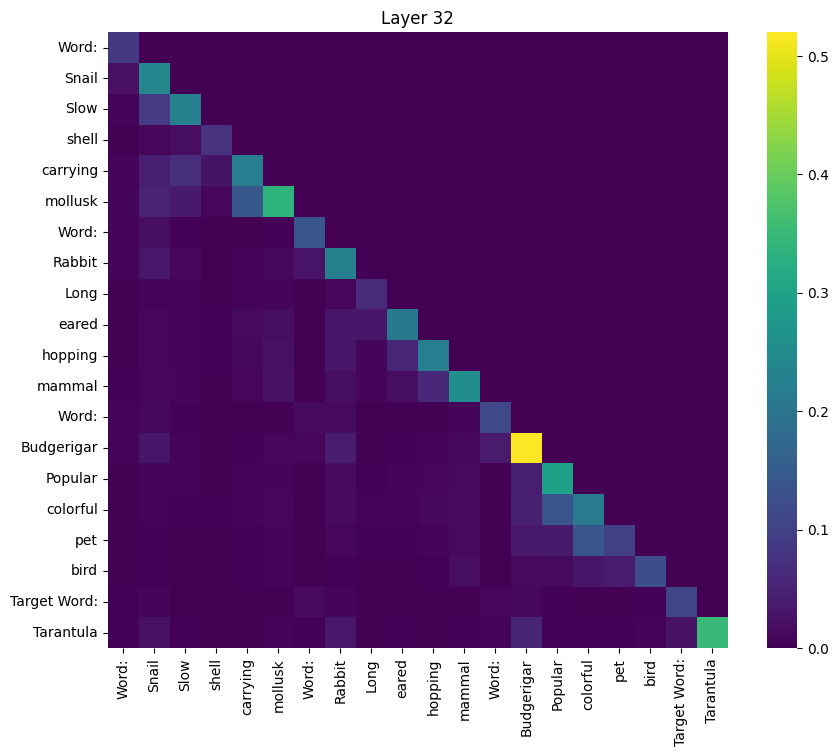 Layer 32
Word:
Snail
Slow
shell
carrying
mollusk
Word:
Rabbit
Long
eared
hopping
mammal
Word:
Budgerigar
Popular
colorful
pet
bird
Target Word:
Tarantula
Word:
Snail
Slow
shell
carrying
mollusk
Word:
Rabbit
Long
eared
hopping
mammal
Word:
Budgerigar
Popular
colorful
pet
bird
Target Word:
Tarantula
0.5
0.4
0.3
0.2
0.1
0.0